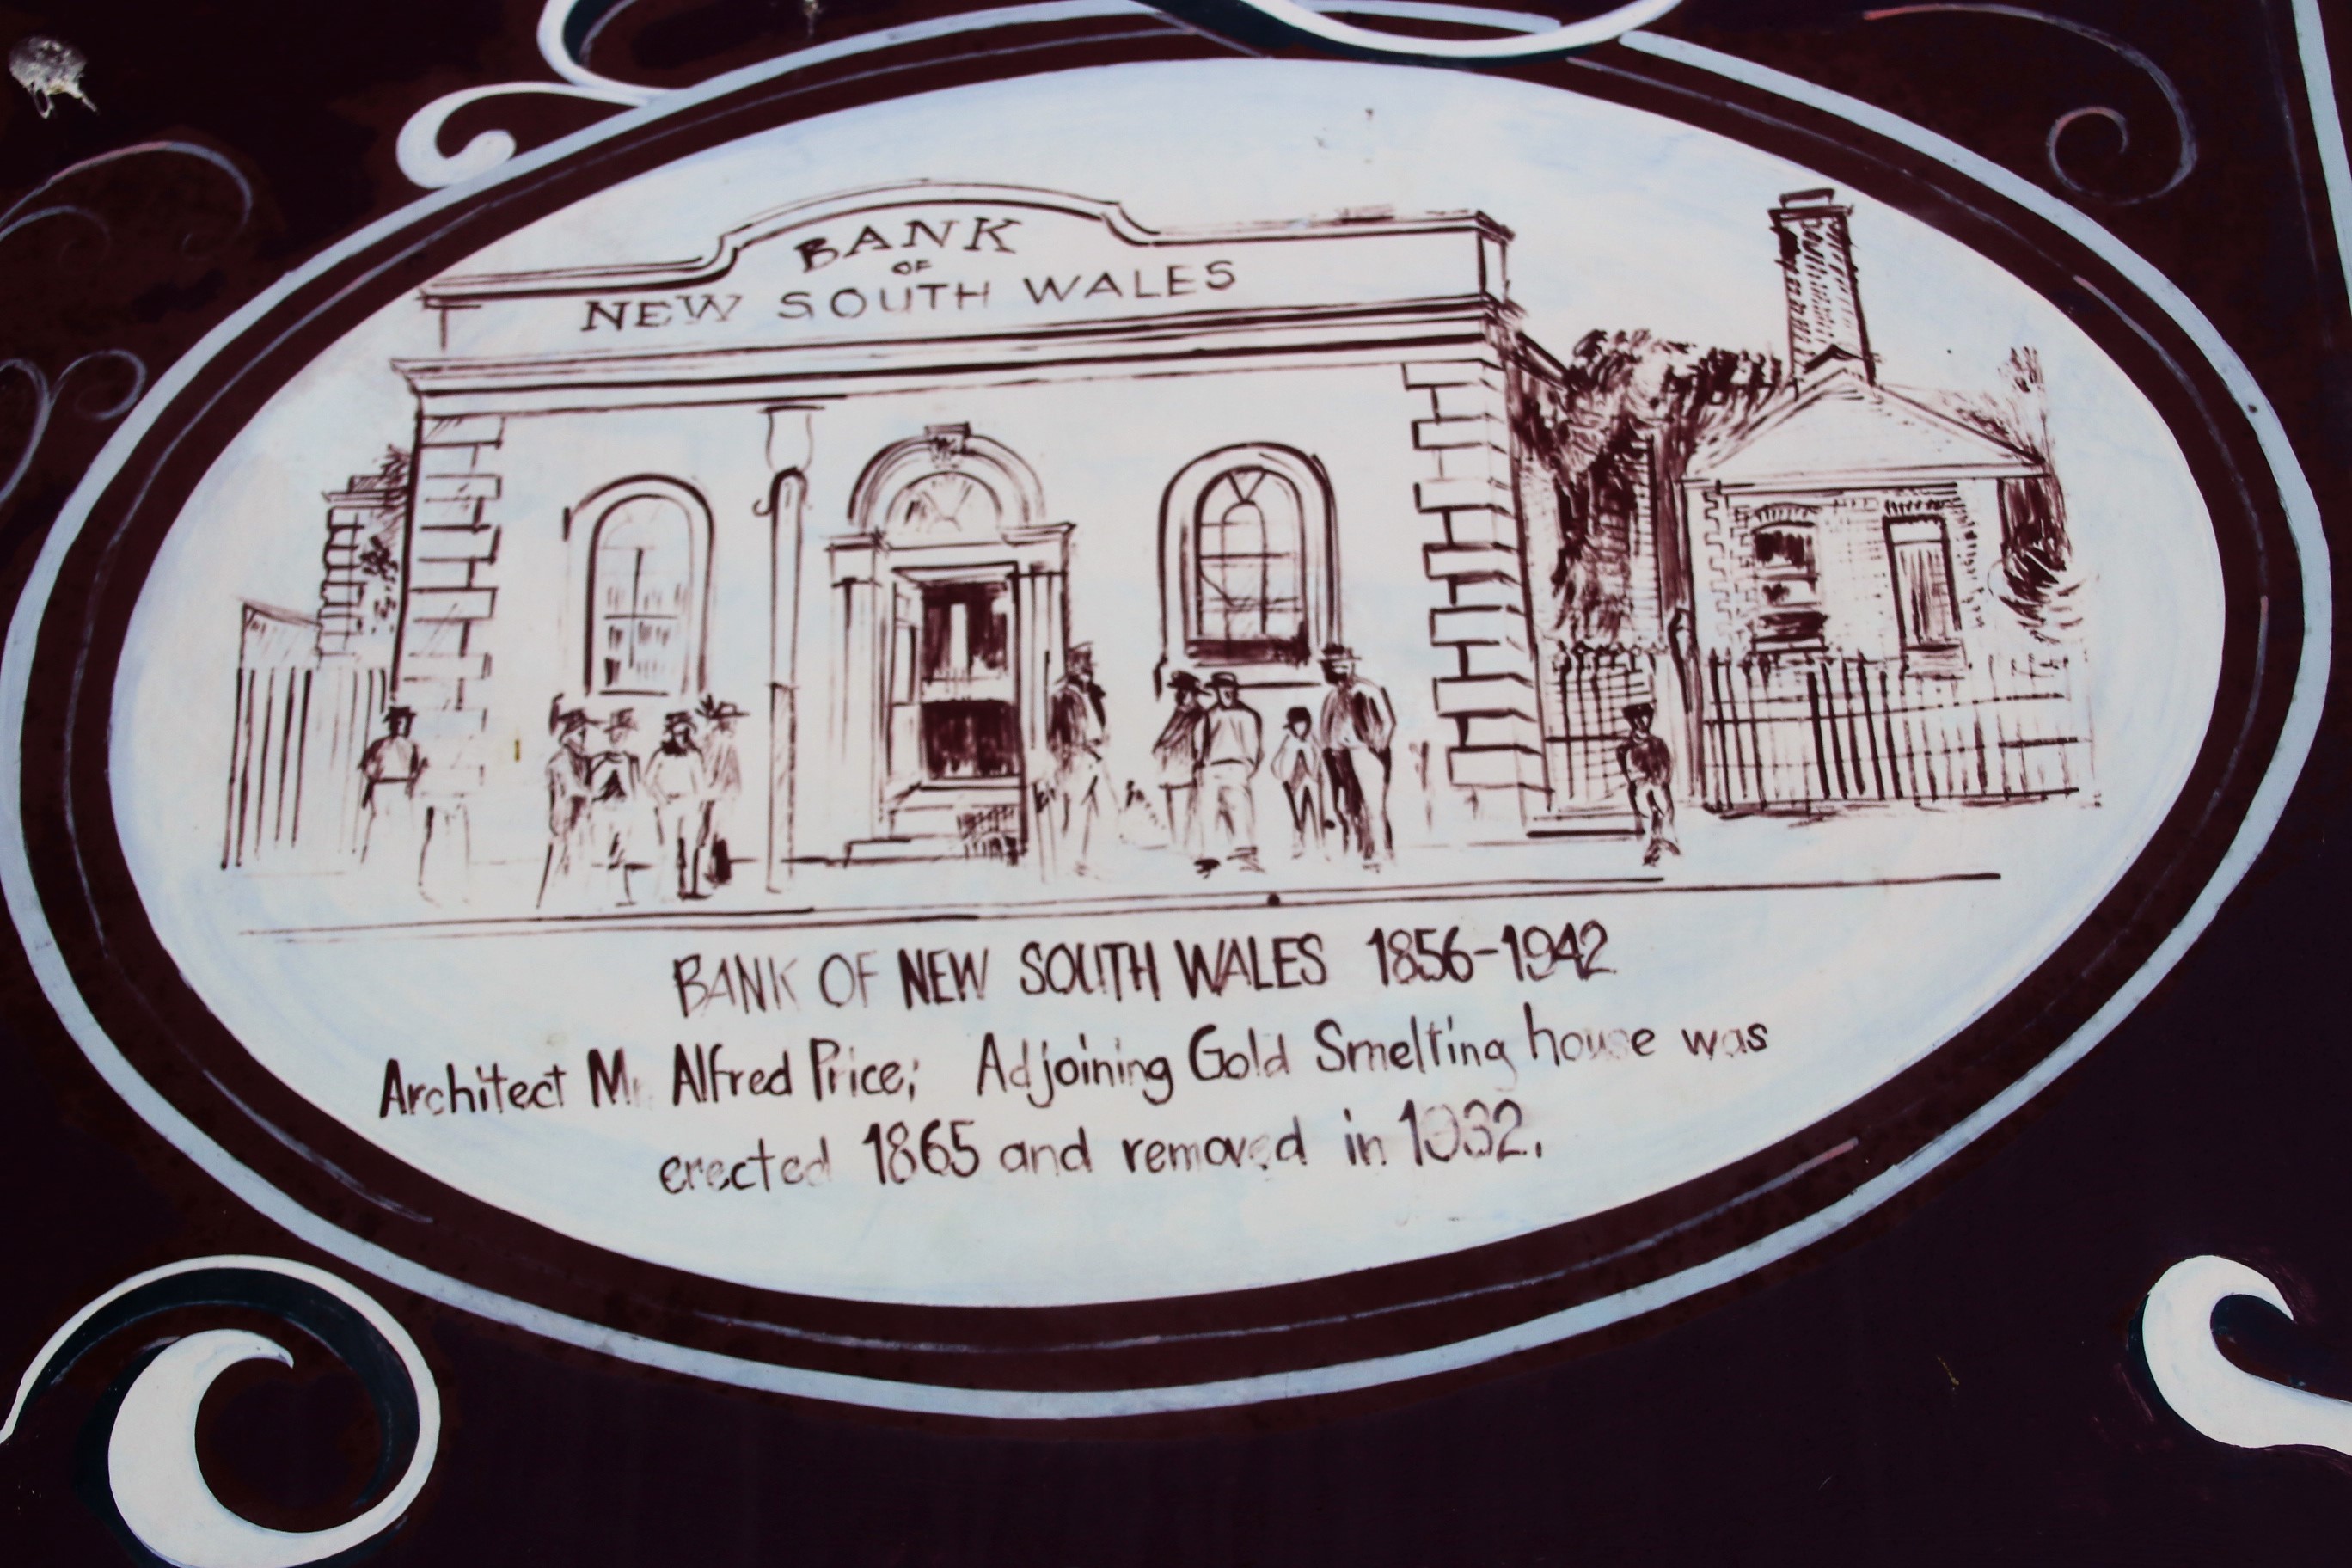 BANK
OF
NEW SOUTH WALES
BANK OF NEW SOUTH WALES 1856-1942
Architect Mr Alfred Price; Adjoining Gold Smelting house was
erected 1865 and removed in 1932.